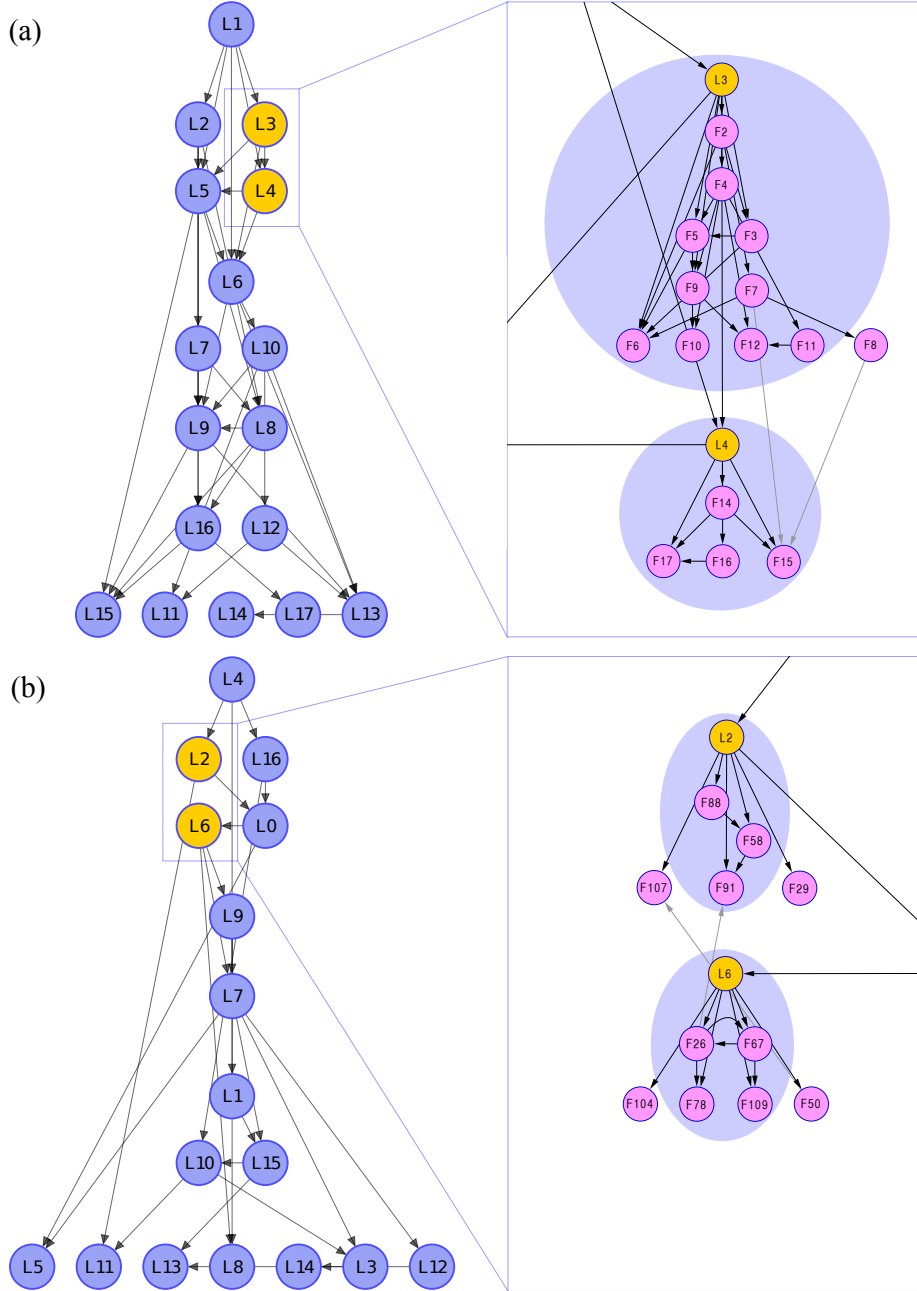 (a)
L1
L2 L3
L5 L4
L6
L7 L10
L9 L8
L16 L12
L15 L11 L14 L17 L13
L3
F2
F4
F5 F3
F9 F7
F6 F10 F12 F11 F8
L4
F14
F17 F16 F15
(b)
L4
L2 L16
L6 L0
L9
L7
L1
L10 L15
L5 L11 L13 L8 L14 L3 L12
L2
F88
F58
F107 F91 F29
L6
F26 F67
F104 F78 F109 F50